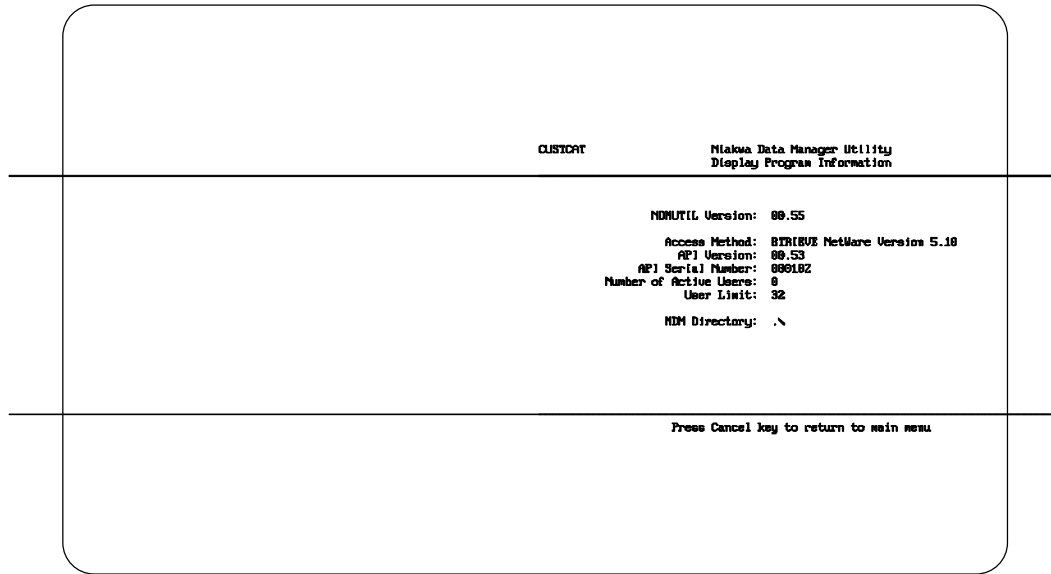 CUSTCAT Niakwa Data Manager Utility
Display Program Information
NDMUTIL Version: 00.55
Access Method: BTRIEVE NetWare Version 5.10
API Version: 00.53
API Serial Number: 000102
Number of Active Users: 0
User Limit: 32
NDM Directory: .\
Press Cancel key to return to main menu